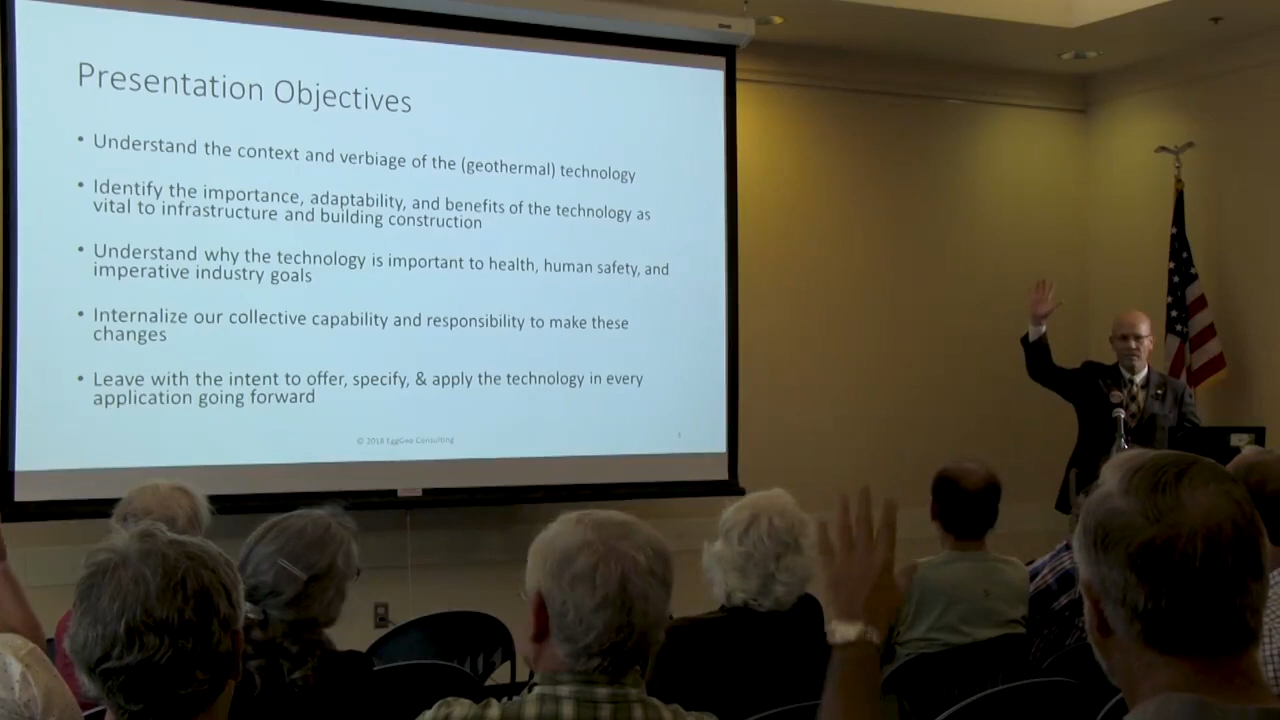 Presentation Objectives
• Understand the context and verbiage of the (geothermal) technology
• Identify the importance, adaptability, and benefits of the technology as
vital to infrastructure and building construction
• Understand why the technology is important to health, human safety, and
imperative industry goals
• Internalize our collective capability and responsibility to make these
changes
• Leave with the intent to offer, specify, & apply the technology in every
application going forward
© 2018 EggGeo Consulting